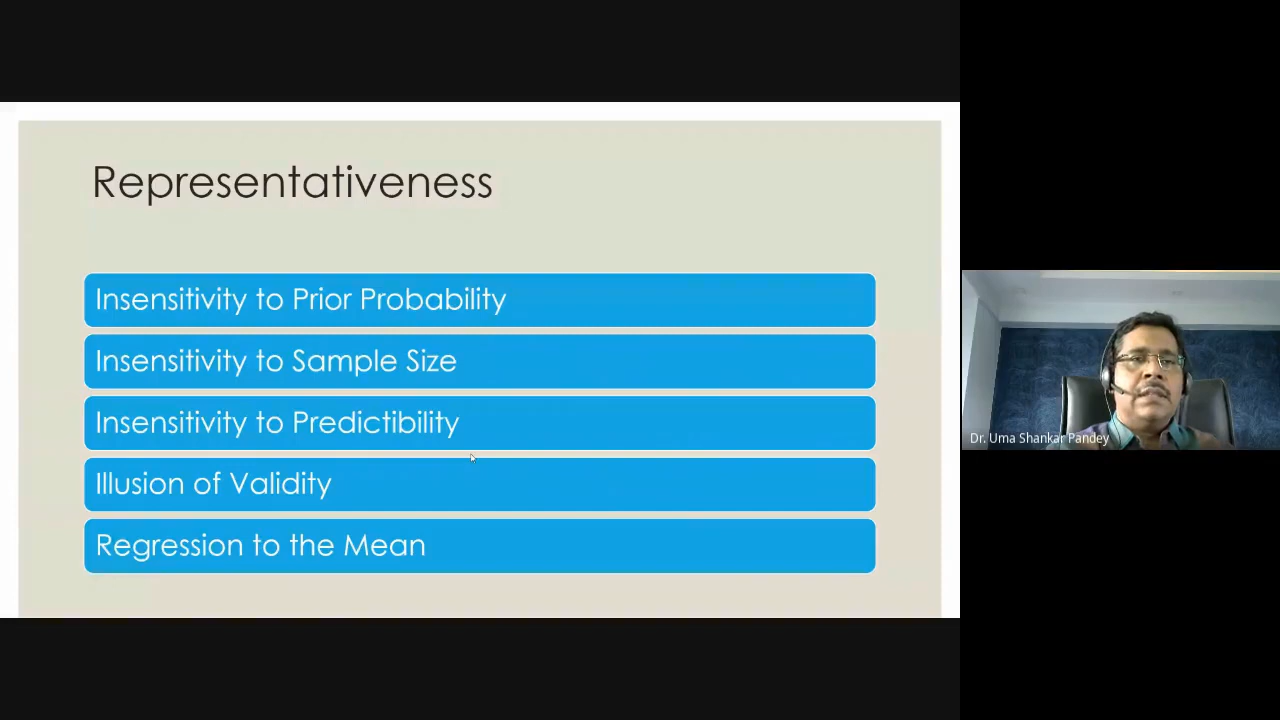 Representativeness
Insensitivity to Prior Probability
Insensitivity to Sample Size
Insensitivity to Predictibility
Illusion of Validity
Regression to the Mean
Dr. Uma Shankar Pandey